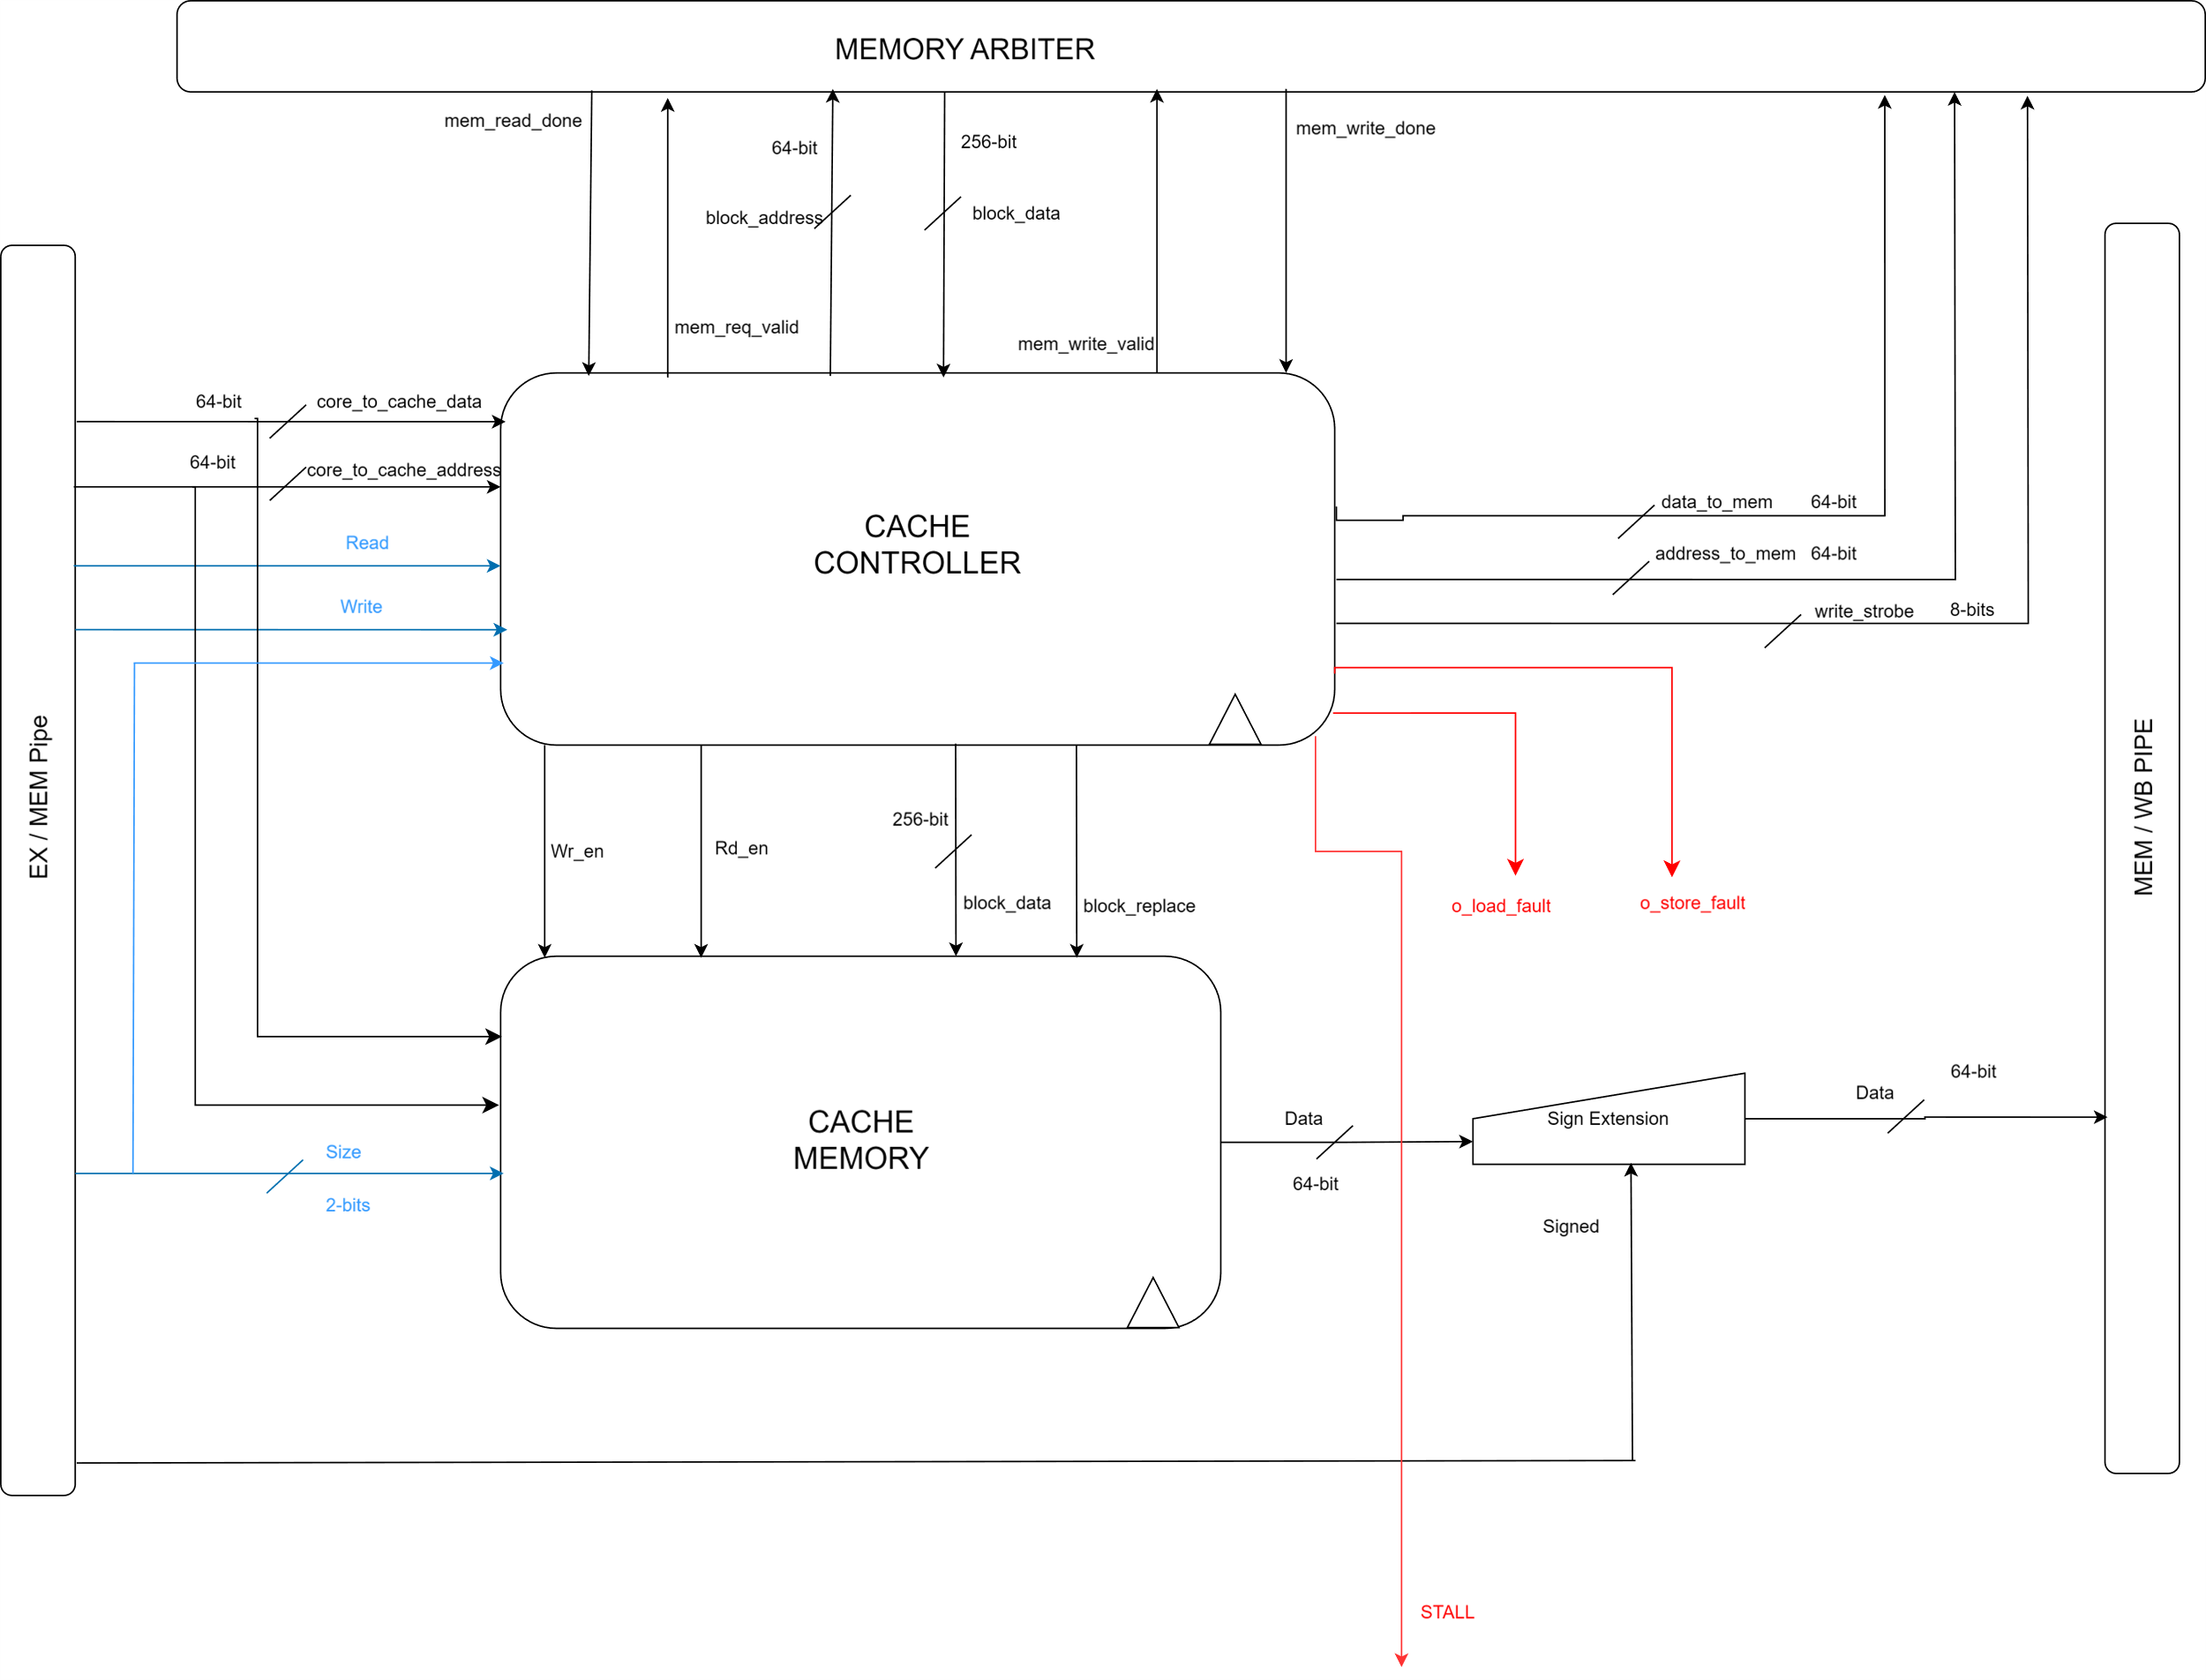 MEMORY ARBITER
mem_read_done
mem_write_done
64-bit
256-bit
block_address
block_data
mem_req_valid
mem_write_valid
64-bit
core_to_cache_data
64-bit
core_to_cache_address
Read
Write
CACHE
CONTROLLER
data_to_mem
64-bit
address_to_mem
64-bit
write_strobe
8-bits
EX / MEM Pipe
MEM / WB PIPE
Wr_en
Rd_en
256-bit
block_data
block_replace
o_load_fault
o_store_fault
CACHE
MEMORY
Size
2-bits
Data
64-bit
Sign Extension
Data
64-bit
Signed
STALL